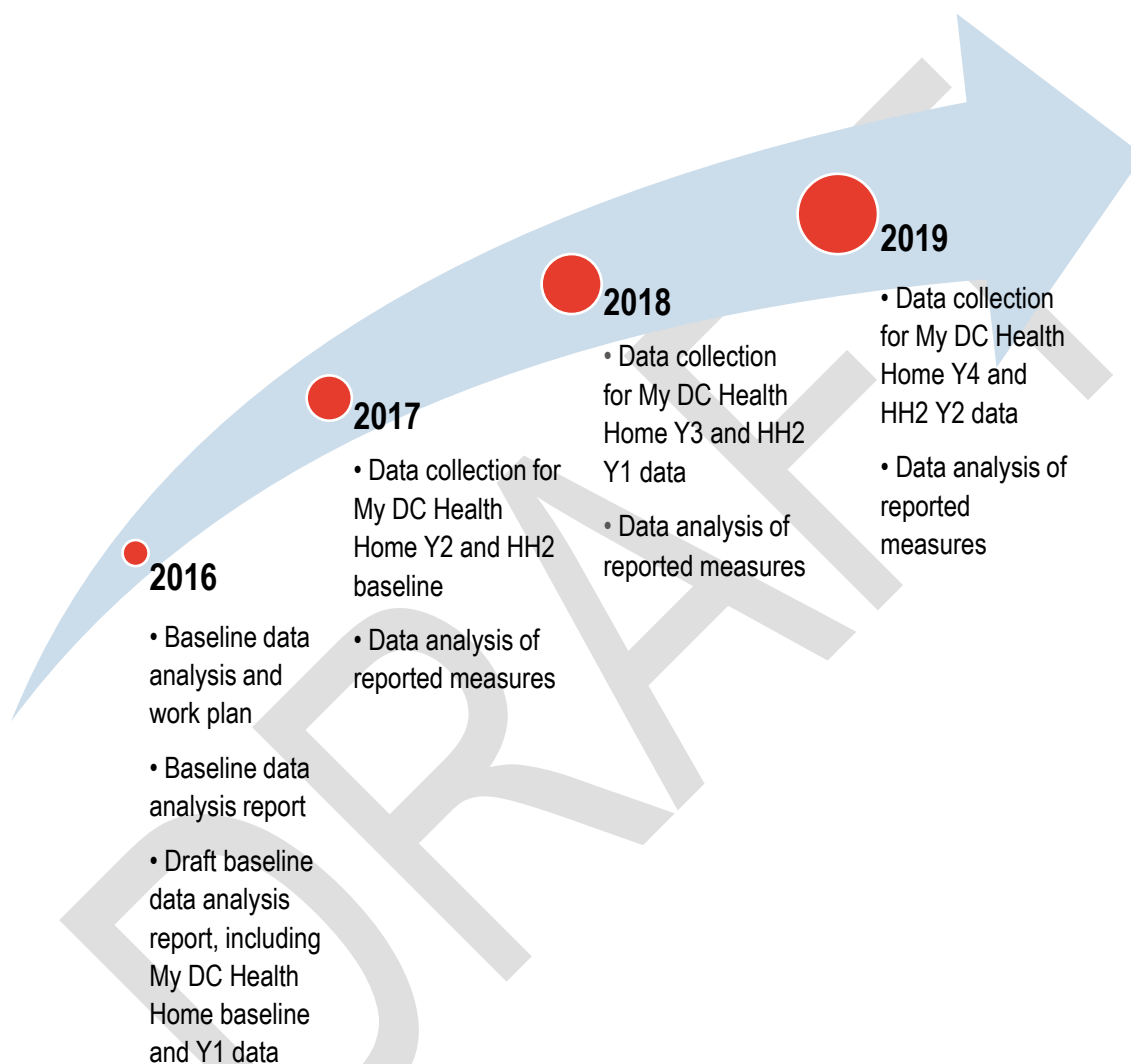 2016
• Baseline data
analysis and
work plan
• Baseline data
analysis report
• Draft baseline
data analysis
report, including
My DC Health
Home baseline
and Y1 data
2017
• Data collection for
My DC Health
Home Y2 and HH2
baseline
• Data analysis of
reported measures
2018
• Data collection
for My DC Health
Home Y3 and HH2
Y1 data
• Data analysis of
reported measures
2019
• Data collection
for My DC Health
Home Y4 and
HH2 Y2 data
• Data analysis of
reported
measures
DRAFT